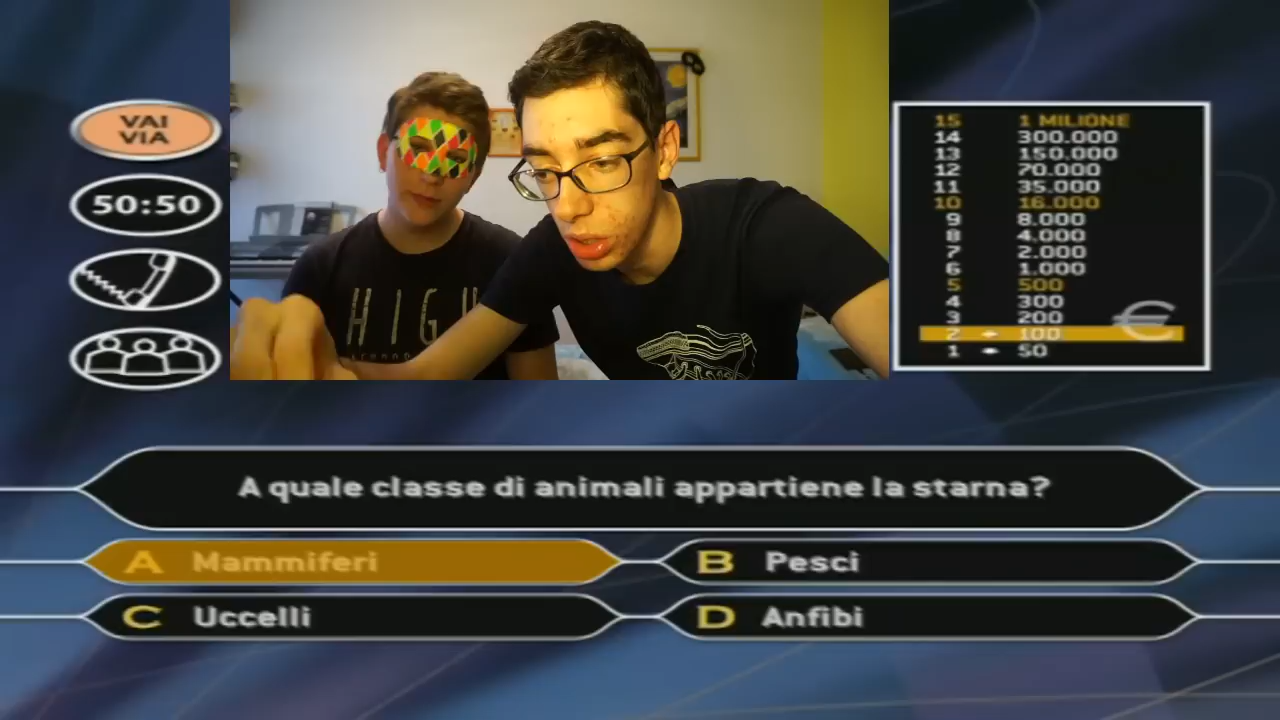 VAI
VIA
50:50
HIGH
15 1 MILIONE
14 300.000
13 150.000
12 70.000
11 35.000
10 16.000
9 8.000
8 4.000
7 2.000
6 1.000
5 500
4 300
3 200
2 100
1 50
€
A quale classe di animali appartiene la starna?
A Mammiferi
B Pesci
C Uccelli
D Anfibi